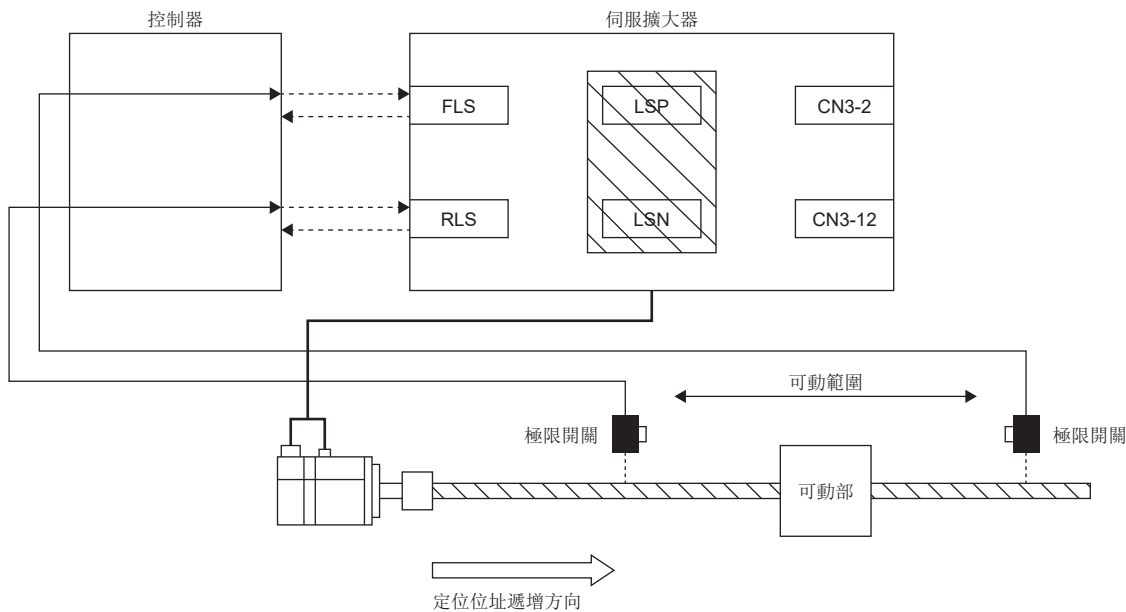 控制器
伺服擴大器
FLS
LSP
CN3-2
RLS
LSN
CN3-12
可動範圍
極限開關
極限開關
可動部
定位位址遞增方向